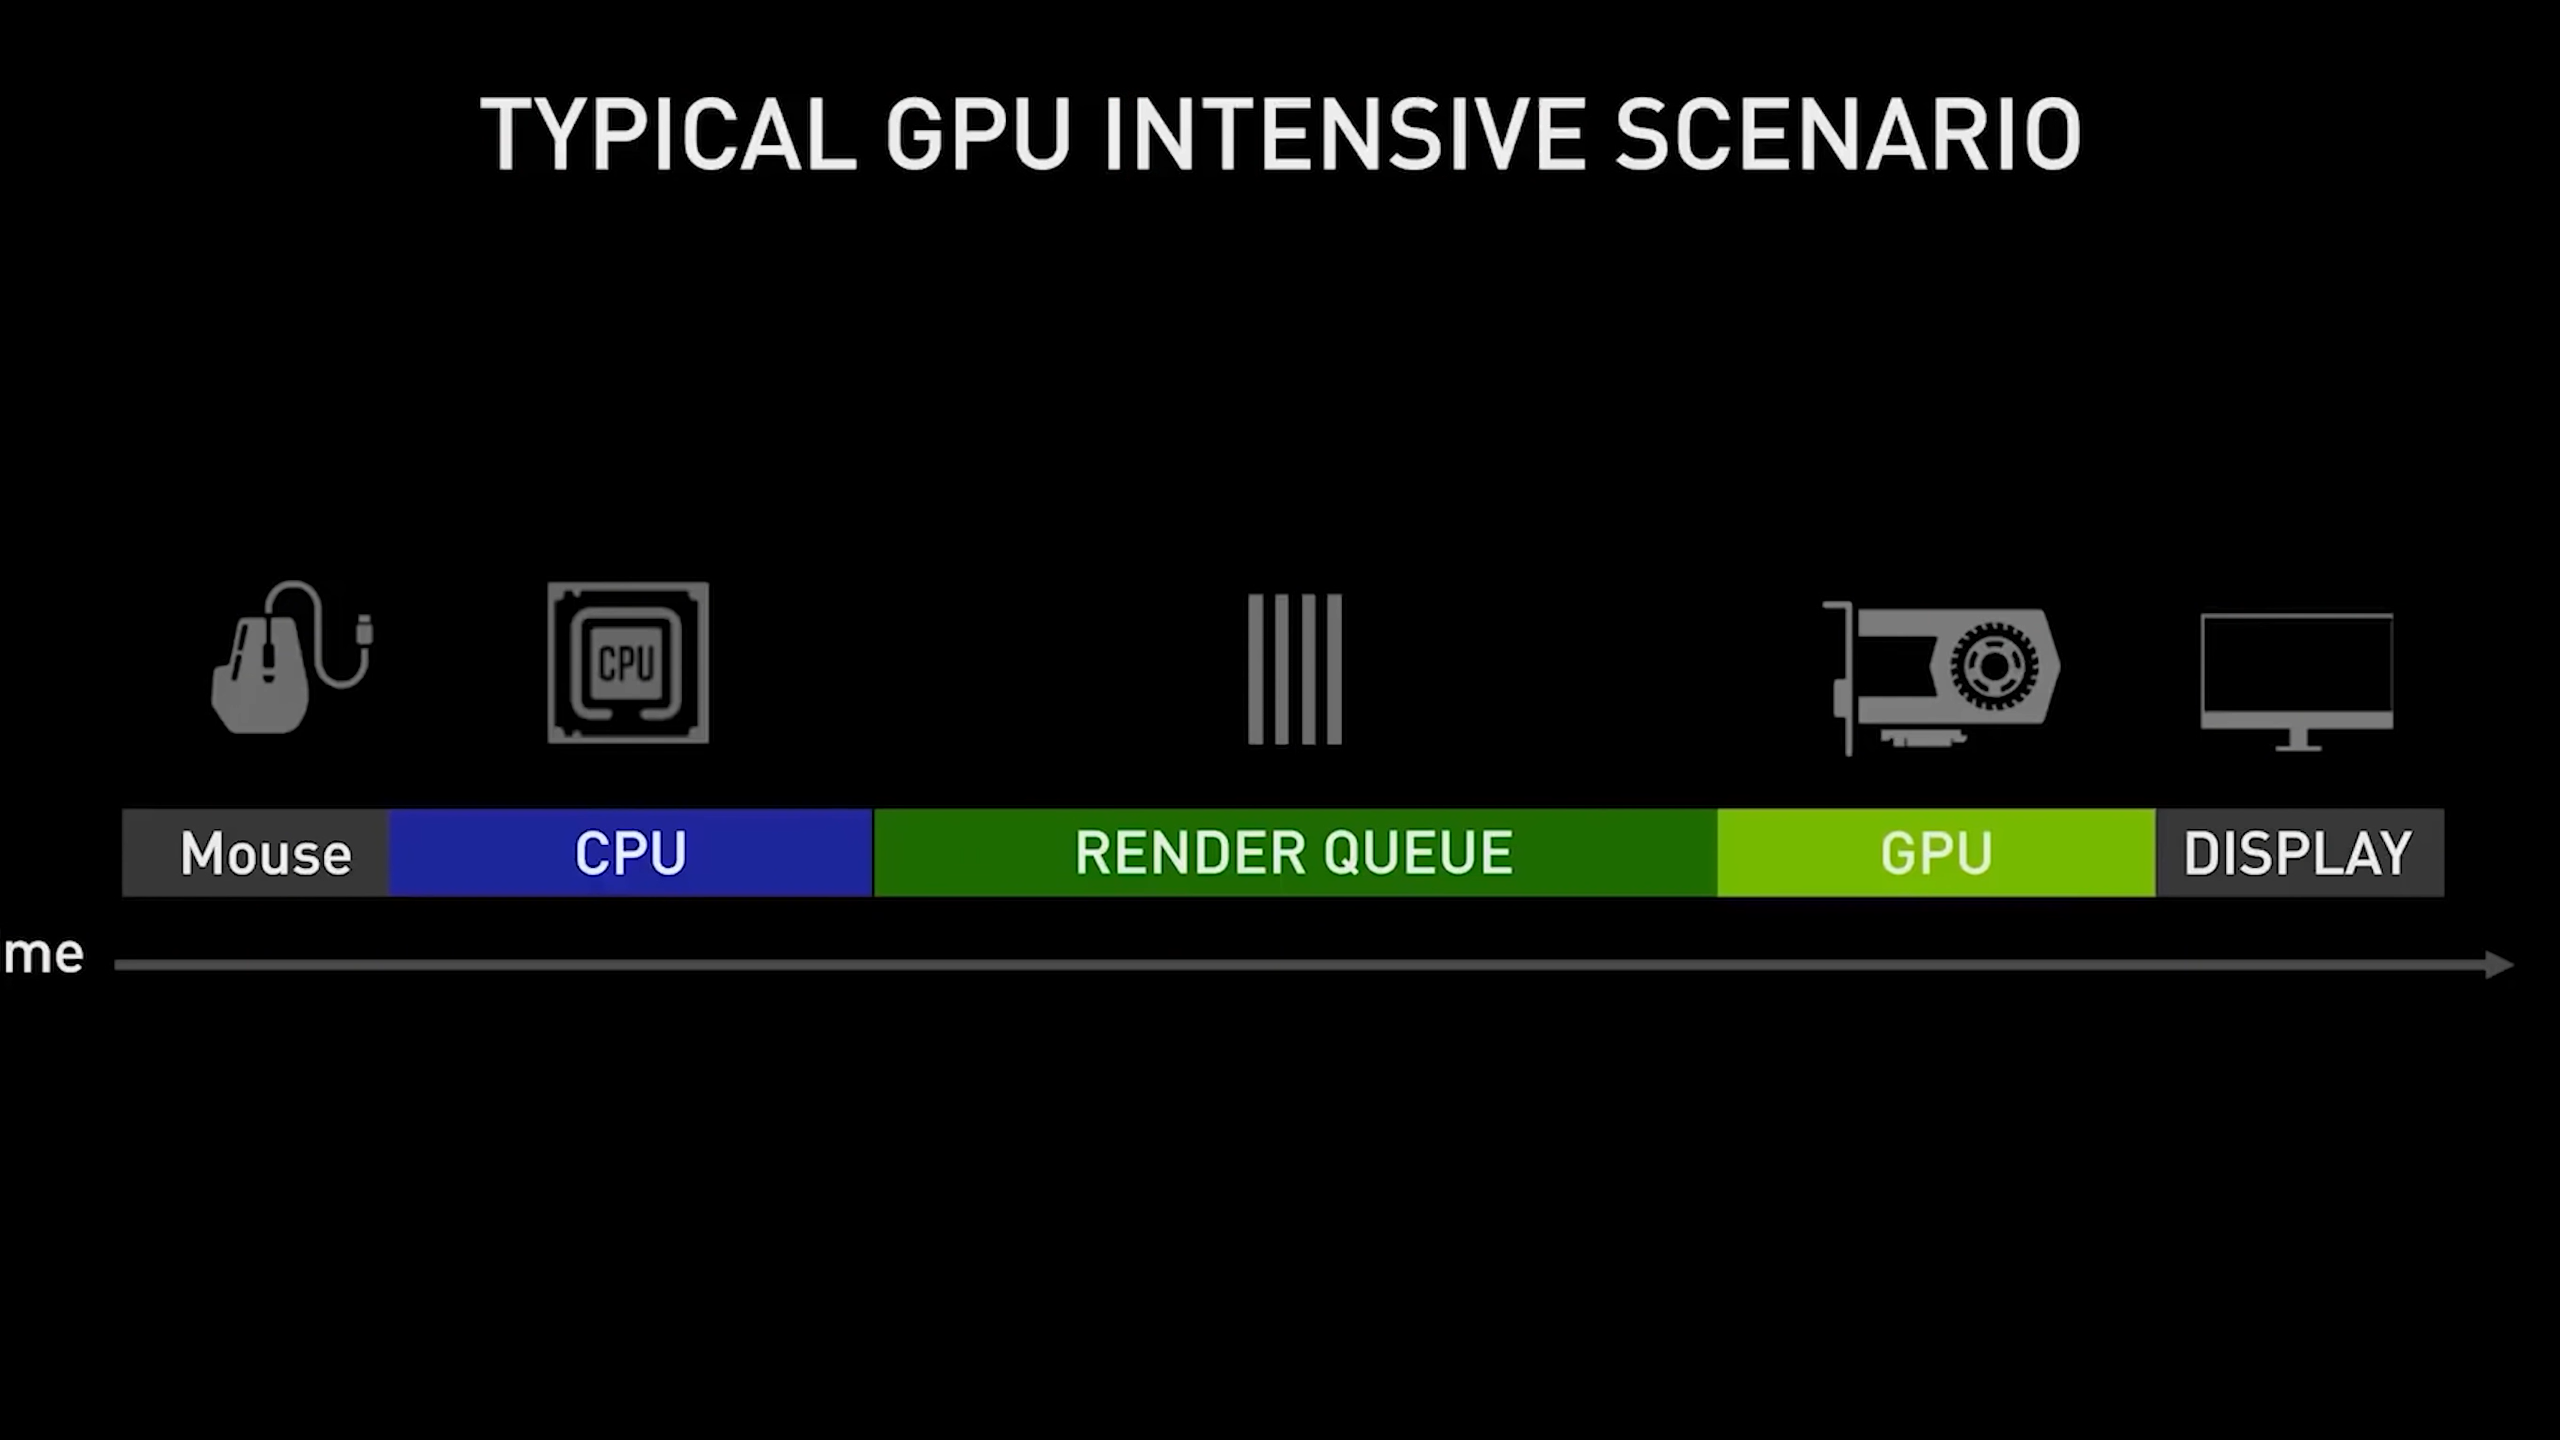 TYPICAL GPU INTENSIVE SCENARIO
CPU
Mouse CPU RENDER QUEUE GPU DISPLAY
me